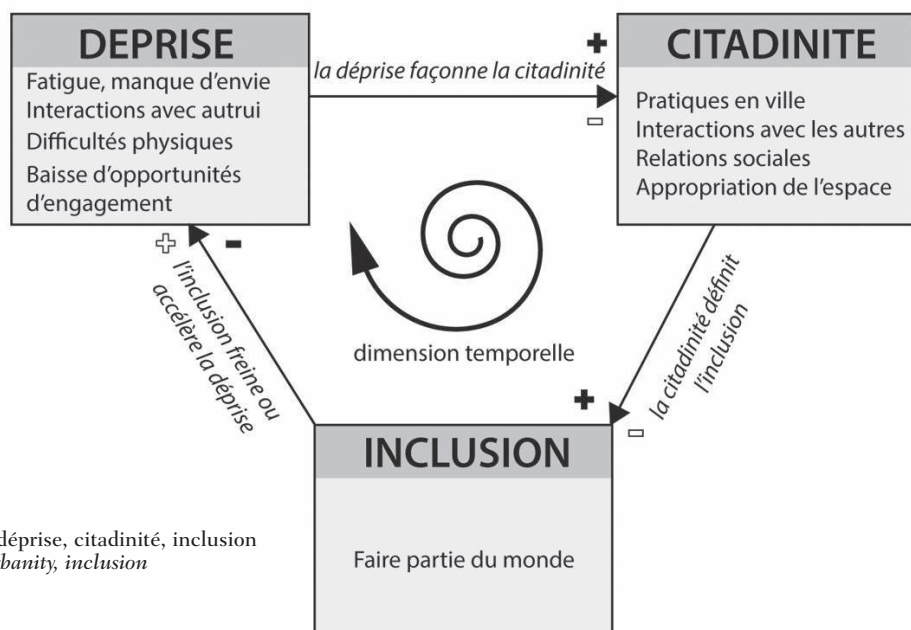 DEPRISE
Fatigue, manque d'envie
Interactions avec autrui
Difficultés physiques
Baisse d'opportunités
d'engagement
+
la déprise façonne la citadinité
-
CITADINITE
Pratiques en ville
Interactions avec les autres
Relations sociales
Appropriation de l'espace
+ -
l'inclusion freine ou
accélère la déprise
dimension temporelle
la citadinité définit
l'inclusion
+
-
INCLUSION
Faire partie du monde
déprise, citadinité, inclusion
banity, inclusion